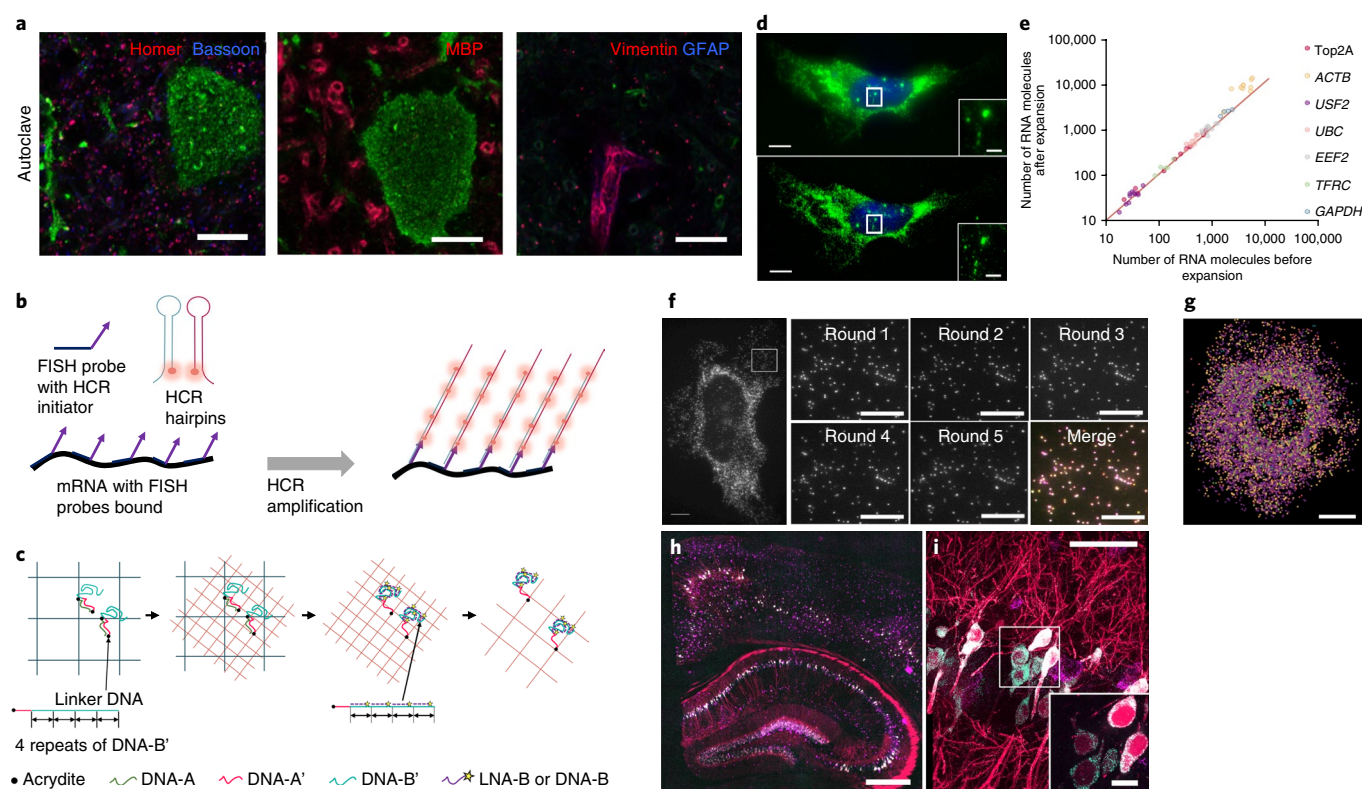 a
Homer Bassoon
MBP
Vimentin GFAP
Autoclave
b
FISH probe
with HCR
initiator
HCR
hairpins
mRNA with FISH
probes bound
HCR
amplification
c
Linker DNA
4 repeats of DNA-B'
Acrydite
DNA-A
DNA-A'
DNA-B'
LNA-B or DNA-B
d
e
Number of RNA molecules
after expansion
100,000
10,000
1,000
100
10
10
100
1,000
10,000
100,000
Number of RNA molecules before
expansion
Top2A
ACTB
USF2
UBC
EEF2
TFRC
GAPDH
f
Round 1
Round 2
Round 3
Round 4
Round 5
Merge
g
h
i